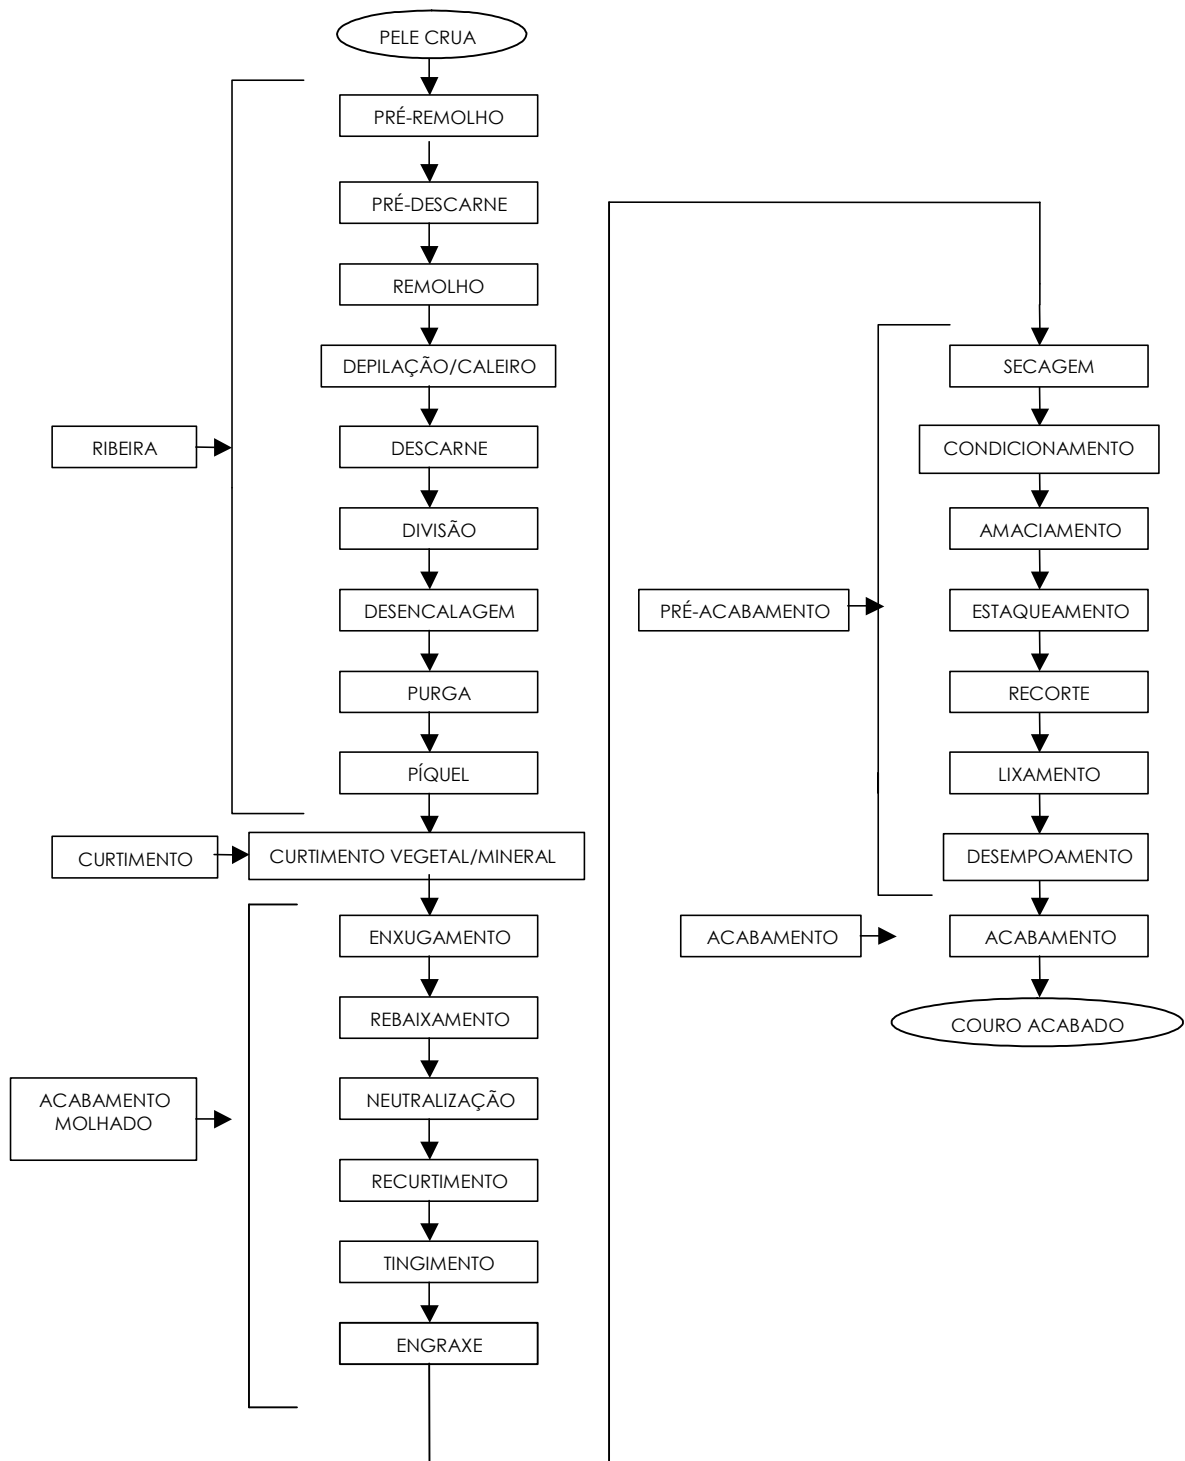 PELE CRUA
PRÉ-REMOLHO
PRÉ-DESCARNE
REMOLHO
DEPILAÇÃO/CALEIRO
RIBEIRA
DESCARNE
DIVISÃO
DESENCALAGEM
PURGA
PÍQUEL
CURTIMENTO
CURTIMENTO VEGETAL/MINERAL
ENXUGAMENTO
REBAIXAMENTO
ACABAMENTO
MOLHADO
NEUTRALIZAÇÃO
RECURTIMENTO
TINGIMENTO
ENGRAXE
SECAGEM
CONDICIONAMENTO
AMACIAMENTO
PRÉ-ACABAMENTO
ESTAQUEAMENTO
RECORTE
LIXAMENTO
DESEMPOAMENTO
ACABAMENTO
ACABAMENTO
COURO ACABADO